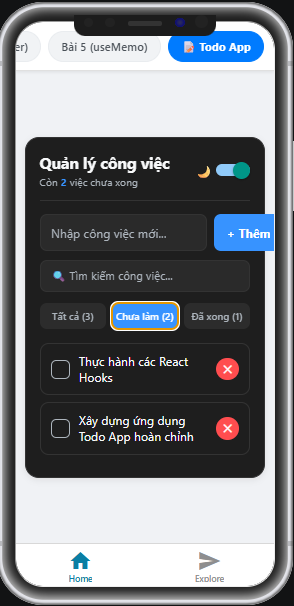 er)
Bài 5 (useMemo)
📝 Todo App
Quản lý công việc
🌙
Còn 2 việc chưa xong
Nhập công việc mới...
+ Thêm
🔍 Tìm kiếm công việc...
Tất cả (3)
Chưa làm (2)
Đã xong (1)
Thực hành các React
Hooks
✕
Xây dựng ứng dụng
Todo App hoàn chỉnh
✕
Home
Explore